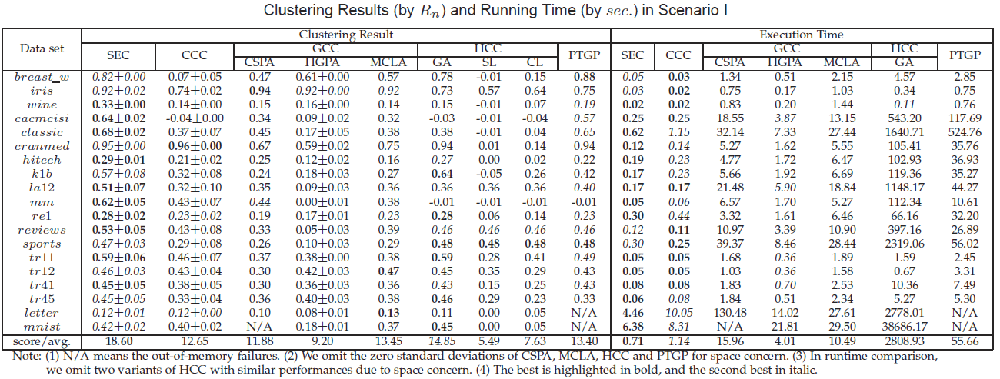 Clustering Results (by Rn) and Running Time (by sec.) in Scenario I
Data set Clustering Result Execution Time
SEC CCC GCC HCC PTGP SEC CCC GCC HCC PTGP
CSPA HGPA MCLA GA SL CL CSPA HGPA MCLA GA
breast_w 0.82±0.00 0.07±0.05 0.47 0.61±0.00 0.57 0.78 -0.01 0.15 0.88 0.05 0.03 1.34 0.51 2.15 4.57 2.85
iris 0.92±0.02 0.74±0.02 0.94 0.92±0.00 0.92 0.73 0.57 0.64 0.75 0.03 0.02 0.75 0.17 1.03 0.34 0.75
wine 0.33±0.00 0.14±0.00 0.15 0.16±0.00 0.14 0.15 -0.01 0.07 0.19 0.02 0.02 0.83 0.20 1.44 0.11 0.76
cacmcisi 0.64±0.02 -0.04±0.00 0.34 0.09±0.02 0.32 -0.03 -0.01 -0.04 0.57 0.25 0.25 18.55 3.87 13.15 543.20 117.69
classic 0.68±0.02 0.37±0.07 0.45 0.17±0.05 0.38 0.38 -0.01 0.04 0.65 0.62 1.15 32.14 7.33 27.44 1640.71 524.76
cranmed 0.95±0.00 0.96±0.00 0.67 0.59±0.02 0.75 0.94 0.01 0.14 0.94 0.12 0.14 5.27 1.62 5.55 105.41 35.76
hitech 0.29±0.01 0.21±0.02 0.25 0.12±0.02 0.16 0.27 0.00 0.02 0.22 0.19 0.23 4.77 1.72 6.47 102.93 36.93
k1b 0.57±0.08 0.32±0.08 0.24 0.18±0.03 0.27 0.64 -0.05 0.26 0.42 0.17 0.23 5.66 1.92 6.69 119.36 35.27
la12 0.51±0.07 0.32±0.10 0.35 0.09±0.03 0.36 0.36 0.36 0.36 0.40 0.17 0.17 21.48 5.90 18.84 1148.17 44.27
mm 0.62±0.05 0.43±0.07 0.44 0.00±0.01 0.38 -0.01 -0.01 -0.01 -0.01 0.05 0.06 6.57 1.70 5.27 112.34 10.61
re1 0.28±0.02 0.23±0.02 0.19 0.17±0.01 0.23 0.28 0.06 0.14 0.23 0.30 0.44 3.32 1.61 6.46 66.16 32.20
reviews 0.53±0.05 0.43±0.08 0.33 0.05±0.03 0.39 0.46 0.46 0.46 0.46 0.12 0.11 10.97 3.39 10.90 397.16 26.89
sports 0.47±0.03 0.29±0.08 0.26 0.10±0.03 0.29 0.48 0.48 0.48 0.48 0.30 0.25 39.37 8.46 28.44 2319.06 56.02
tr11 0.59±0.06 0.46±0.07 0.37 0.38±0.00 0.38 0.59 0.28 0.41 0.49 0.05 0.05 1.68 0.36 1.89 1.59 2.45
tr12 0.46±0.03 0.43±0.04 0.30 0.42±0.03 0.47 0.45 0.35 0.29 0.43 0.05 0.05 1.03 0.36 1.58 0.67 3.31
tr41 0.45±0.05 0.38±0.05 0.30 0.36±0.03 0.36 0.43 0.15 0.25 0.43 0.08 0.08 1.83 0.70 2.53 10.36 7.49
tr45 0.45±0.05 0.33±0.04 0.36 0.40±0.03 0.38 0.46 0.29 0.23 0.33 0.06 0.08 1.84 0.51 2.34 5.27 5.30
letter 0.12±0.01 0.12±0.00 0.10 0.08±0.01 0.13 0.11 0.00 0.05 N/A 4.46 10.05 130.48 14.02 27.61 2778.01 N/A
mnist 0.42±0.02 0.40±0.02 N/A 0.18±0.01 0.37 0.45 0.00 0.05 N/A 6.38 8.31 N/A 21.81 29.50 38686.17 N/A
score/avg. 18.60 12.65 11.88 9.20 13.45 14.85 5.49 7.63 13.40 0.71 1.14 15.96 4.01 10.49 2808.93 55.66
Note: (1) N/A means the out-of-memory failures. (2) We omit the zero standard deviations of CSPA, MCLA, HCC and PTGP for space concern. (3) In runtime comparison,
we omit two variants of HCC with similar performances due to space concern. (4) The best is highlighted in bold, and the second best in italic.